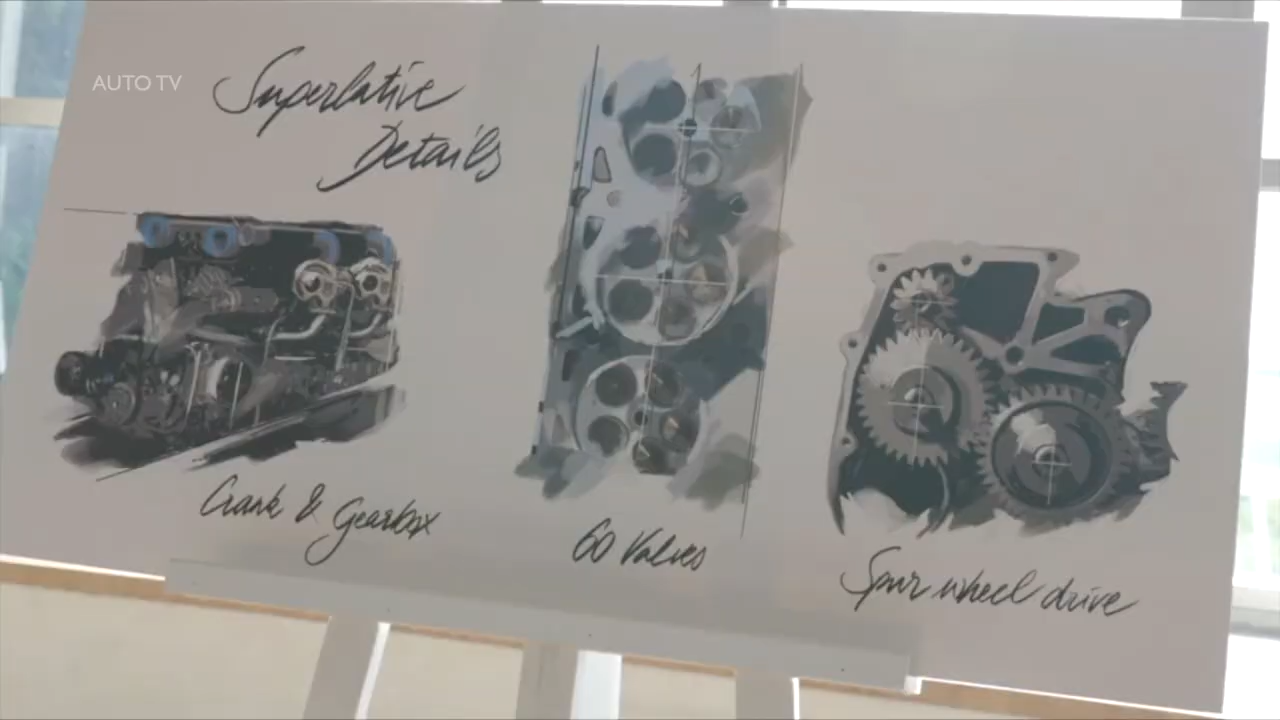 AUTO TV
Superlative
Details
Crank & Gearbox
60 Valves
Spur wheel drive